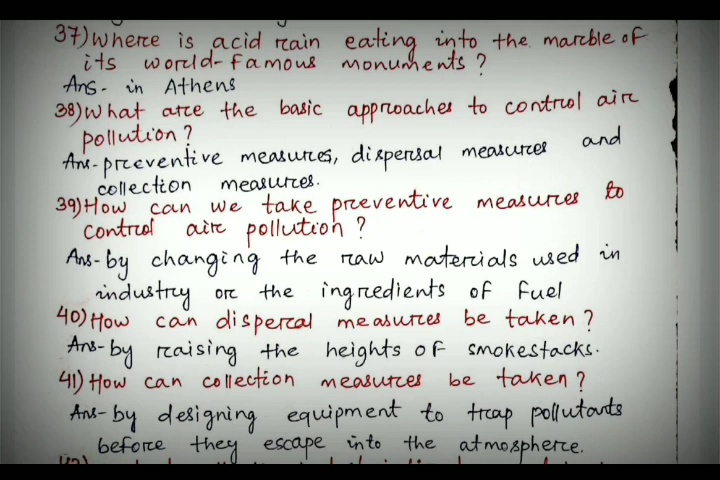 37) Where is acid rain eating into the marble of
its world-famous monuments?
Ans- in Athens
38) What are the basic approaches to control air
pollution?
Ans- preventive measures, dispersal measures and
collection measures.
39) How can we take preventive measures to
control air pollution?
Ans- by changing the raw materials used in
industry or the ingredients of fuel
40) How can dispersal measures be taken?
Ans- by raising the heights of smokestacks.
41) How can collection measures be taken?
Ans- by designing equipment to trap pollutants
before they escape into the atmosphere.